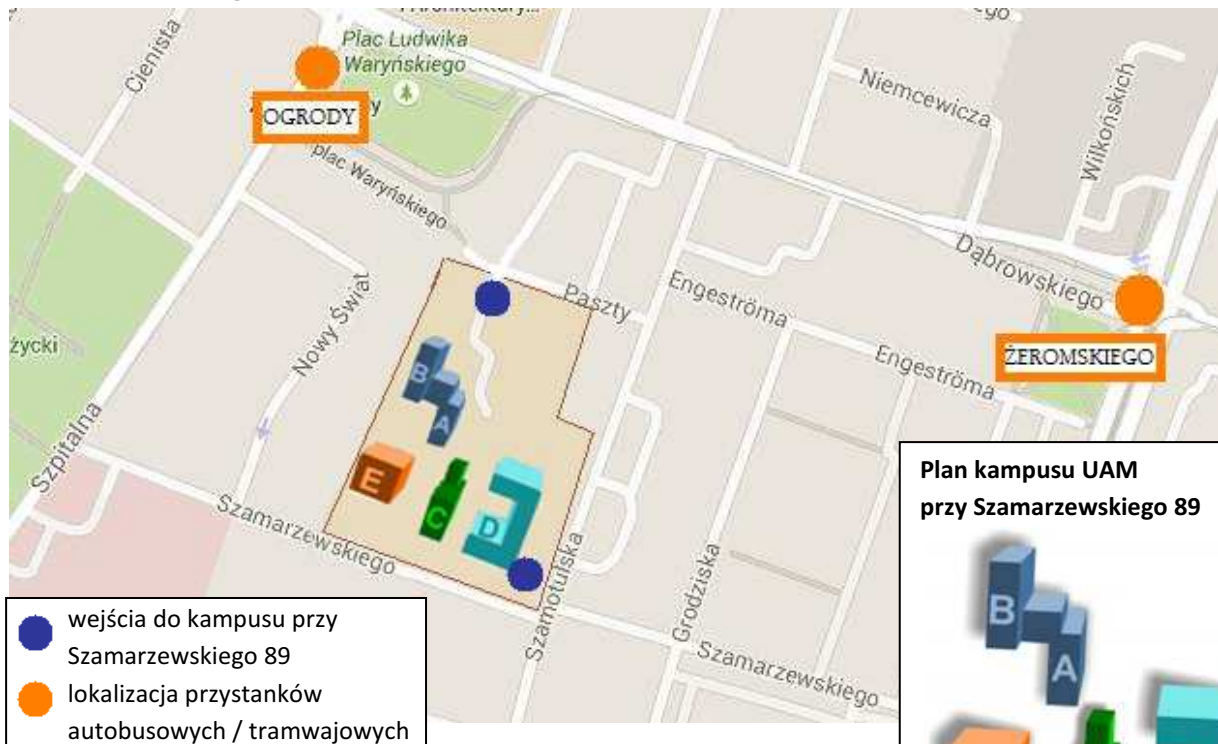 Plac Ludwika
Waryńskiego
Cienista
OGRODY
plac Waryńskiego
Niemcewicza
Wilkońskich
Dąbrowskiego
ŻEROMSKIEGO
Paszty
Engeströma
Engeströma
Nowy Świat
życki
Szpitalna
Szamarzewskiego
Szamotulska
Grodziska
Szamarzewskiego
B
A
E
C
D
wejścia do kampusu przy
Szamarzewskiego 89
lokalizacja przystanków
autobusowych / tramwajowych
Plan kampusu UAM
przy Szamarzewskiego 89
B
A